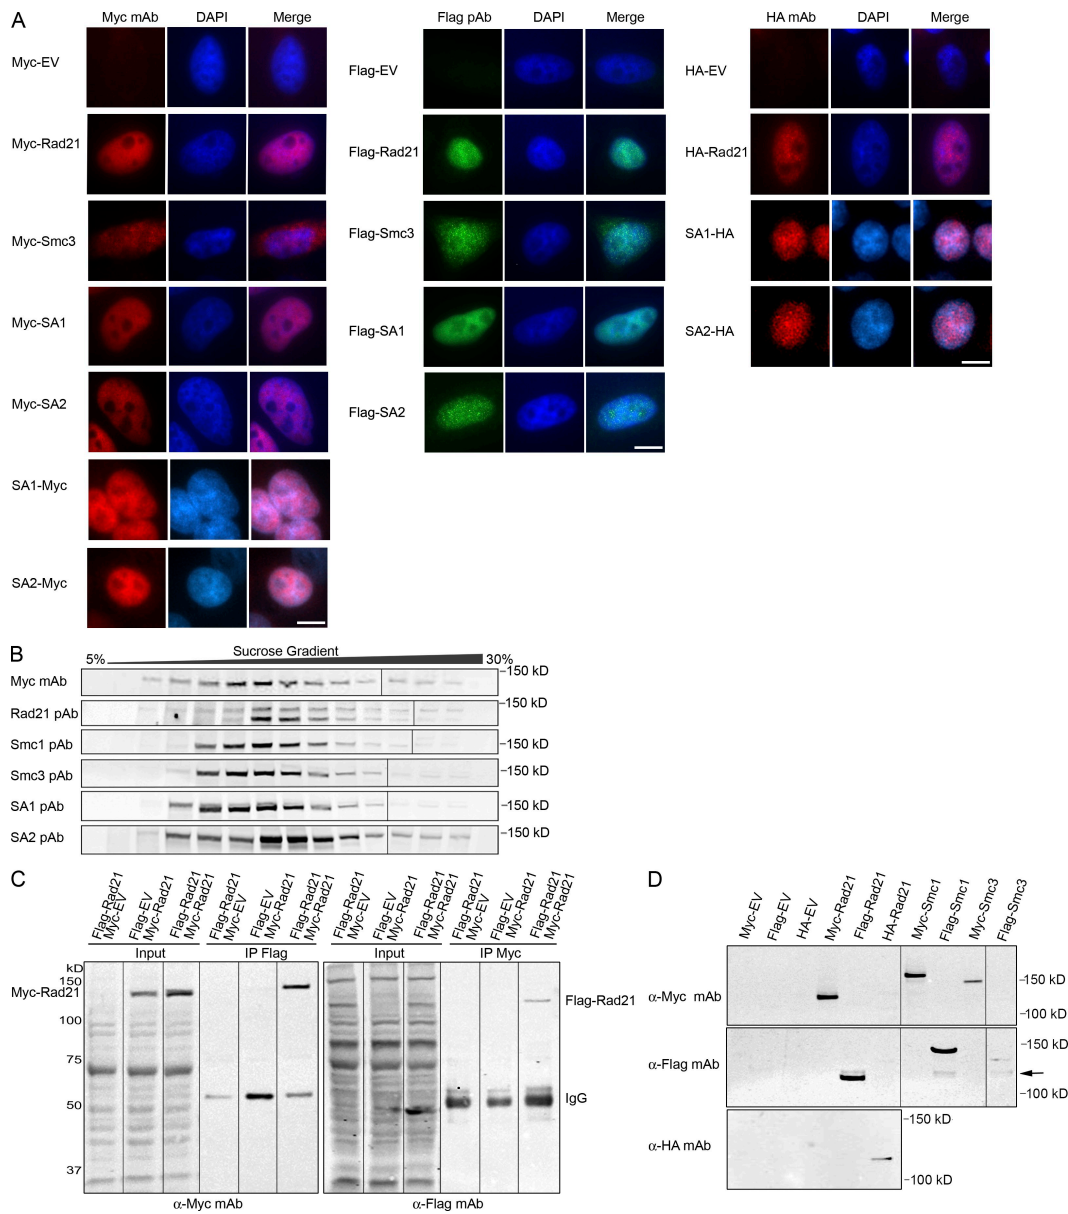 A
Myc mAb DAPI Merge
Flag pAb DAPI Merge
HA mAb DAPI Merge
Myc-EV
Myc-Rad21
Myc-Smc3
Myc-SA1
Myc-SA2
SA1-Myc
SA2-Myc
Flag-EV
Flag-Rad21
Flag-Smc3
Flag-SA1
Flag-SA2
HA-EV
HA-Rad21
SA1-HA
SA2-HA
B
Sucrose Gradient
5% 30%
Myc mAb -150 kD
Rad21 pAb -150 kD
Smc1 pAb -150 kD
Smc3 pAb -150 kD
SA1 pAb -150 kD
SA2 pAb -150 kD
C
Flag-Rad21 Myc-EV
Flag-EV Myc-Rad21
Flag-Rad21 Myc-Rad21
Flag-Rad21 Myc-EV
Flag-EV Myc-Rad21
Flag-Rad21 Myc-Rad21
Flag-Rad21 Myc-EV
Flag-EV Myc-Rad21
Flag-Rad21 Myc-Rad21
Flag-Rad21 Myc-EV
Flag-EV Myc-Rad21
Flag-Rad21 Myc-Rad21
Input IP Flag Input IP Myc
kD
150
Myc-Rad21
100
75
50
37
Flag-Rad21
IgG
α-Myc mAb
α-Flag mAb
D
Myc-EV
Flag-EV
HA-EV
Myc-Rad21
Flag-Rad21
HA-Rad21
Myc-Smc1
Flag-Smc1
Myc-Smc3
Flag-Smc3
α-Myc mAb
-150 kD
-100 kD
α-Flag mAb
-150 kD
-100 kD
α-HA mAb
-150 kD
-100 kD